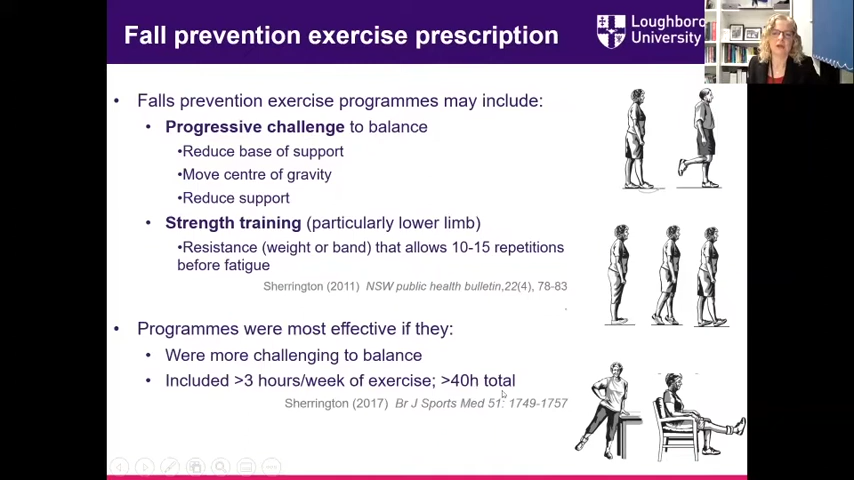 Fall prevention exercise prescription
Loughboro
University
• Falls prevention exercise programmes may include:
• Progressive challenge to balance
•Reduce base of support
•Move centre of gravity
•Reduce support
• Strength training (particularly lower limb)
•Resistance (weight or band) that allows 10-15 repetitions
before fatigue
Sherrington (2011) NSW public health bulletin,22(4), 78-83
• Programmes were most effective if they:
• Were more challenging to balance
• Included >3 hours/week of exercise; >40h total
Sherrington (2017) Br J Sports Med 51: 1749-1757